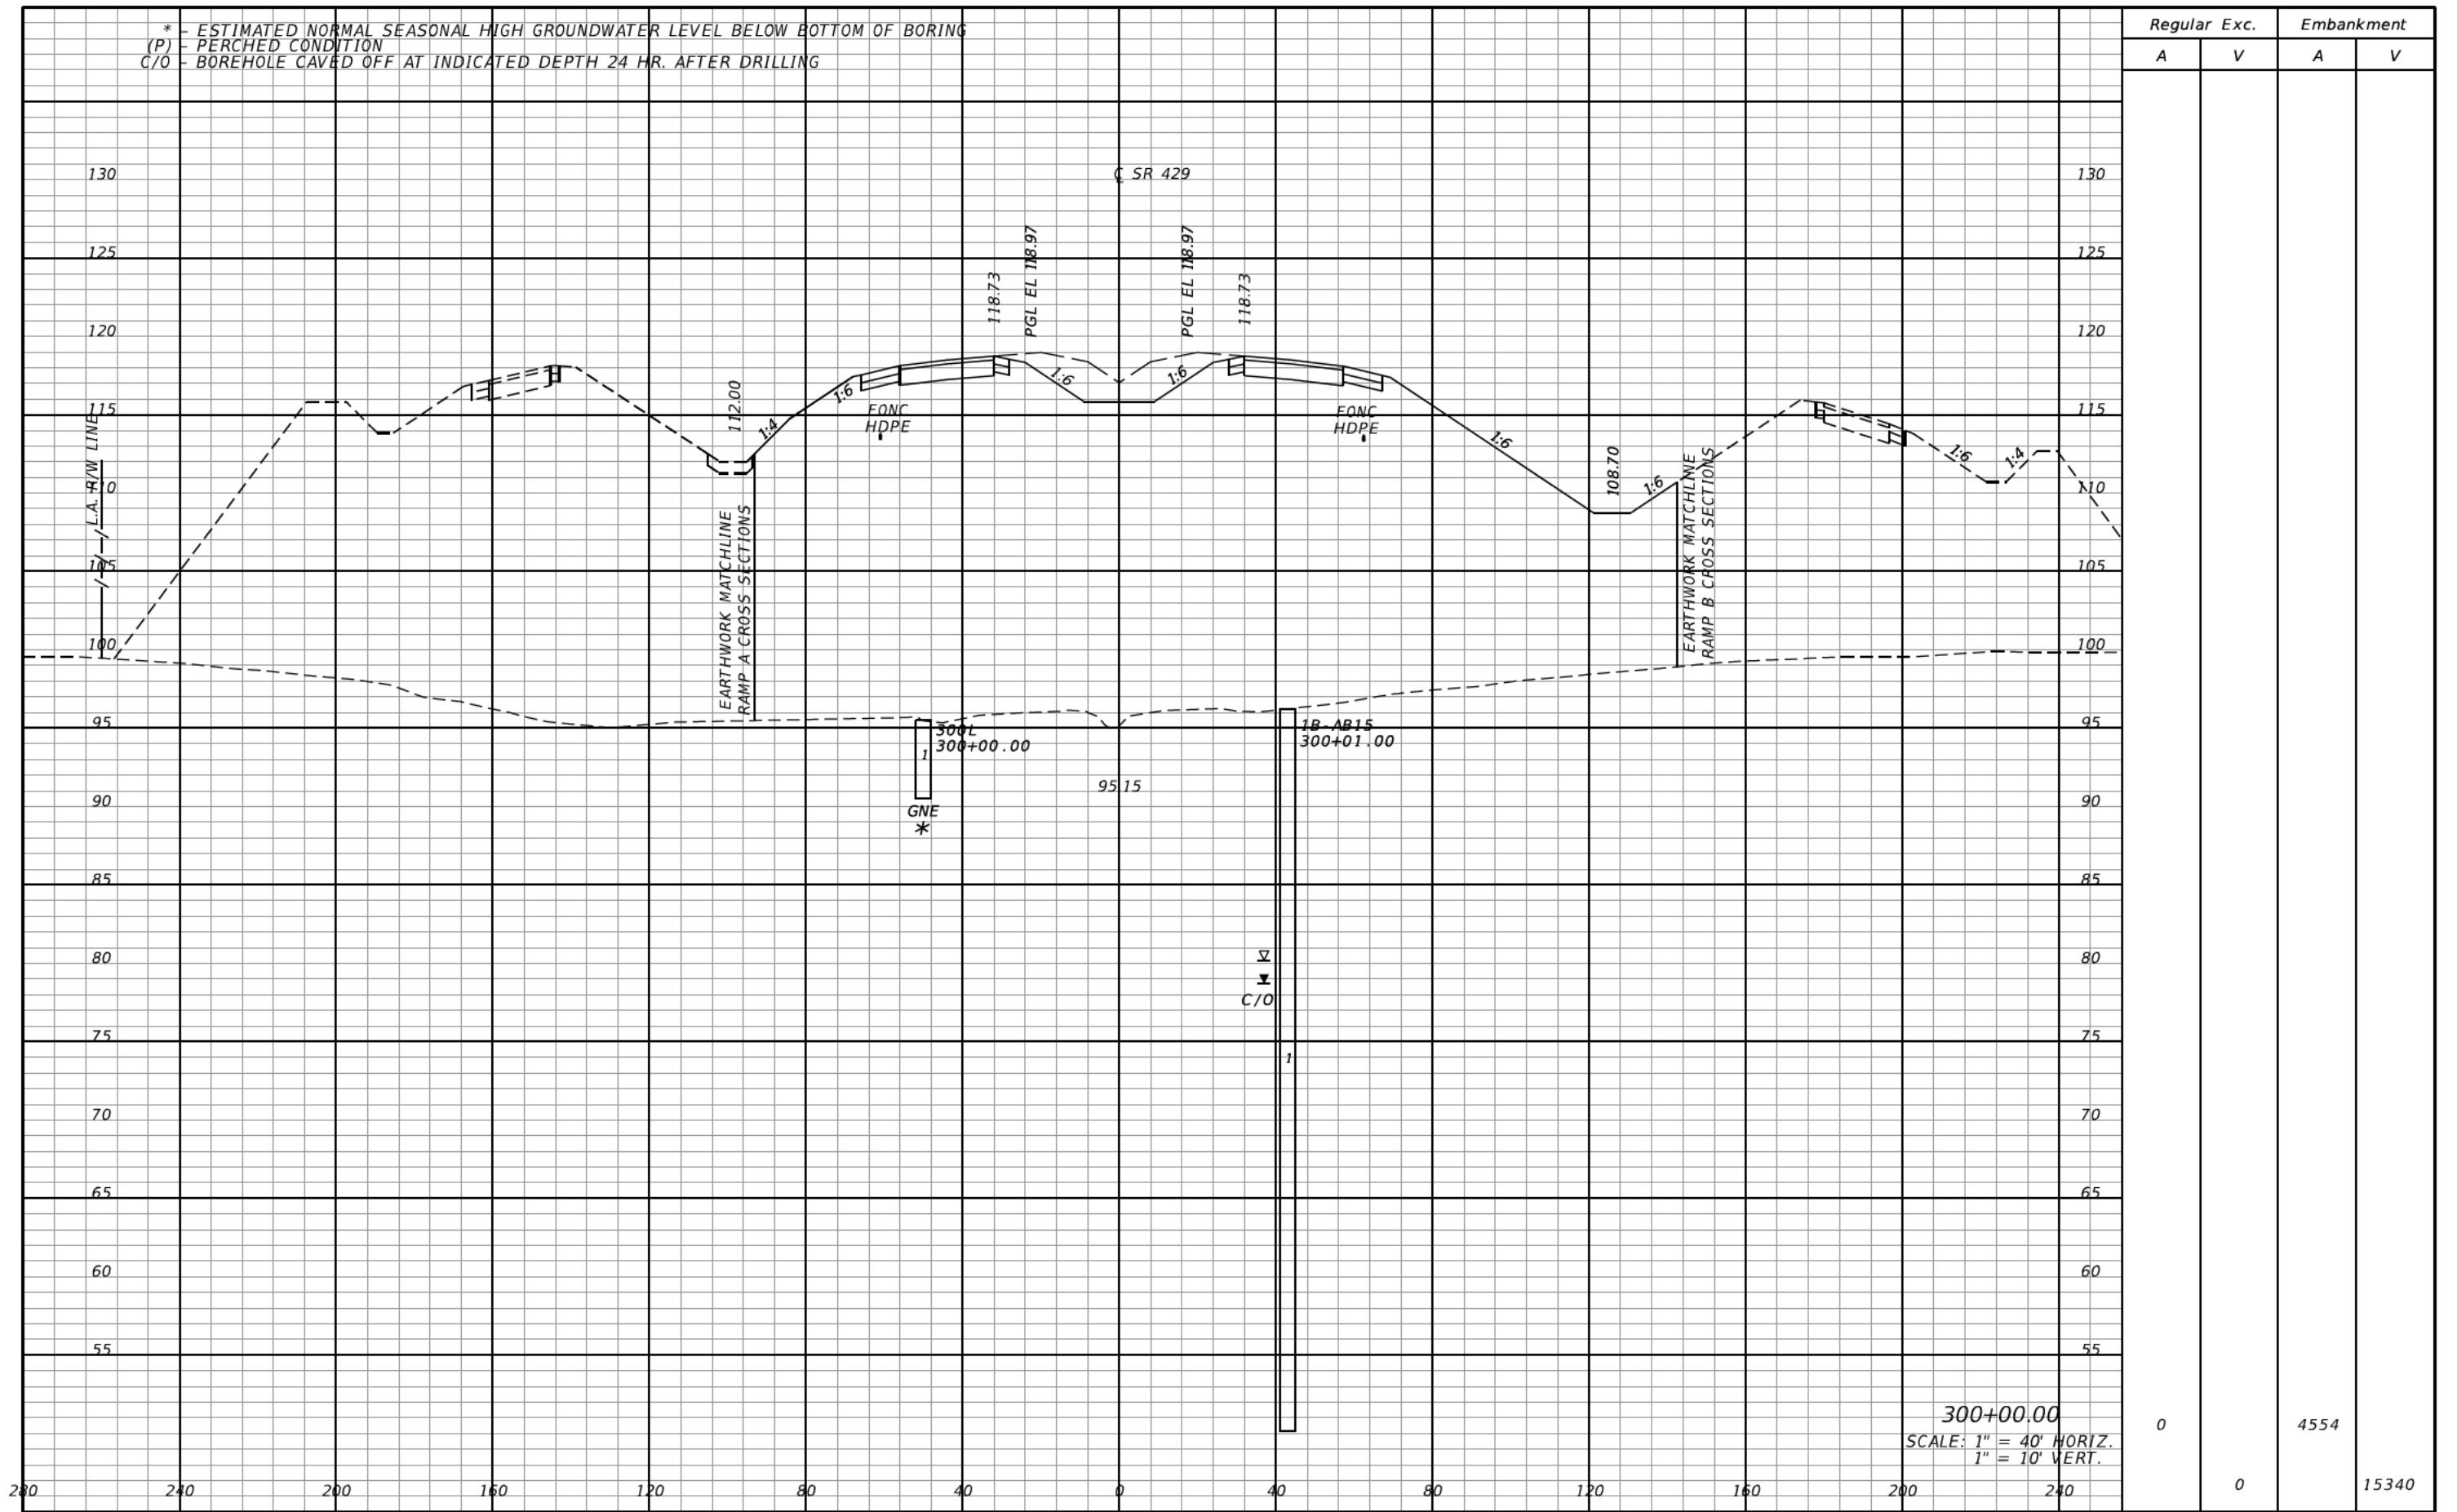 * - ESTIMATED NORMAL SEASONAL HIGH GROUNDWATER LEVEL BELOW BOTTOM OF BORING
(P) - PERCHED CONDITION
C/O - BOREHOLE CAVED OFF AT INDICATED DEPTH 24 HR. AFTER DRILLING
Regular Exc. Embankment
A V A V
130 130
℄ SR 429
125 125
118.73
PGL EL 118.97
PGL EL 118.97
118.73
120 120
112.00
1:6
1:6
1:6
1:4
115 115
EONC
HDPE
EONC
HDPE
1:6
1:6
1:4
108.70
1:6
L.A. R/W LINE
110 110
EARTHWORK MATCHLINE
RAMP A CROSS SECTIONS
EARTHWORK MATCHLINE
RAMP B CROSS SECTIONS
105 105
100 100
95 95
300L
300+00.00
1
1B-AB15
300+01.00
95.15
90 90
GNE
*
85 85
80 80
C/O
75 75
1
70 70
65 65
60 60
55 55
300+00.00
SCALE: 1" = 40' HORIZ.
1" = 10' VERT.
0 4554
0 15340
280 240 200 160 120 80 40 0 40 80 120 160 200 240